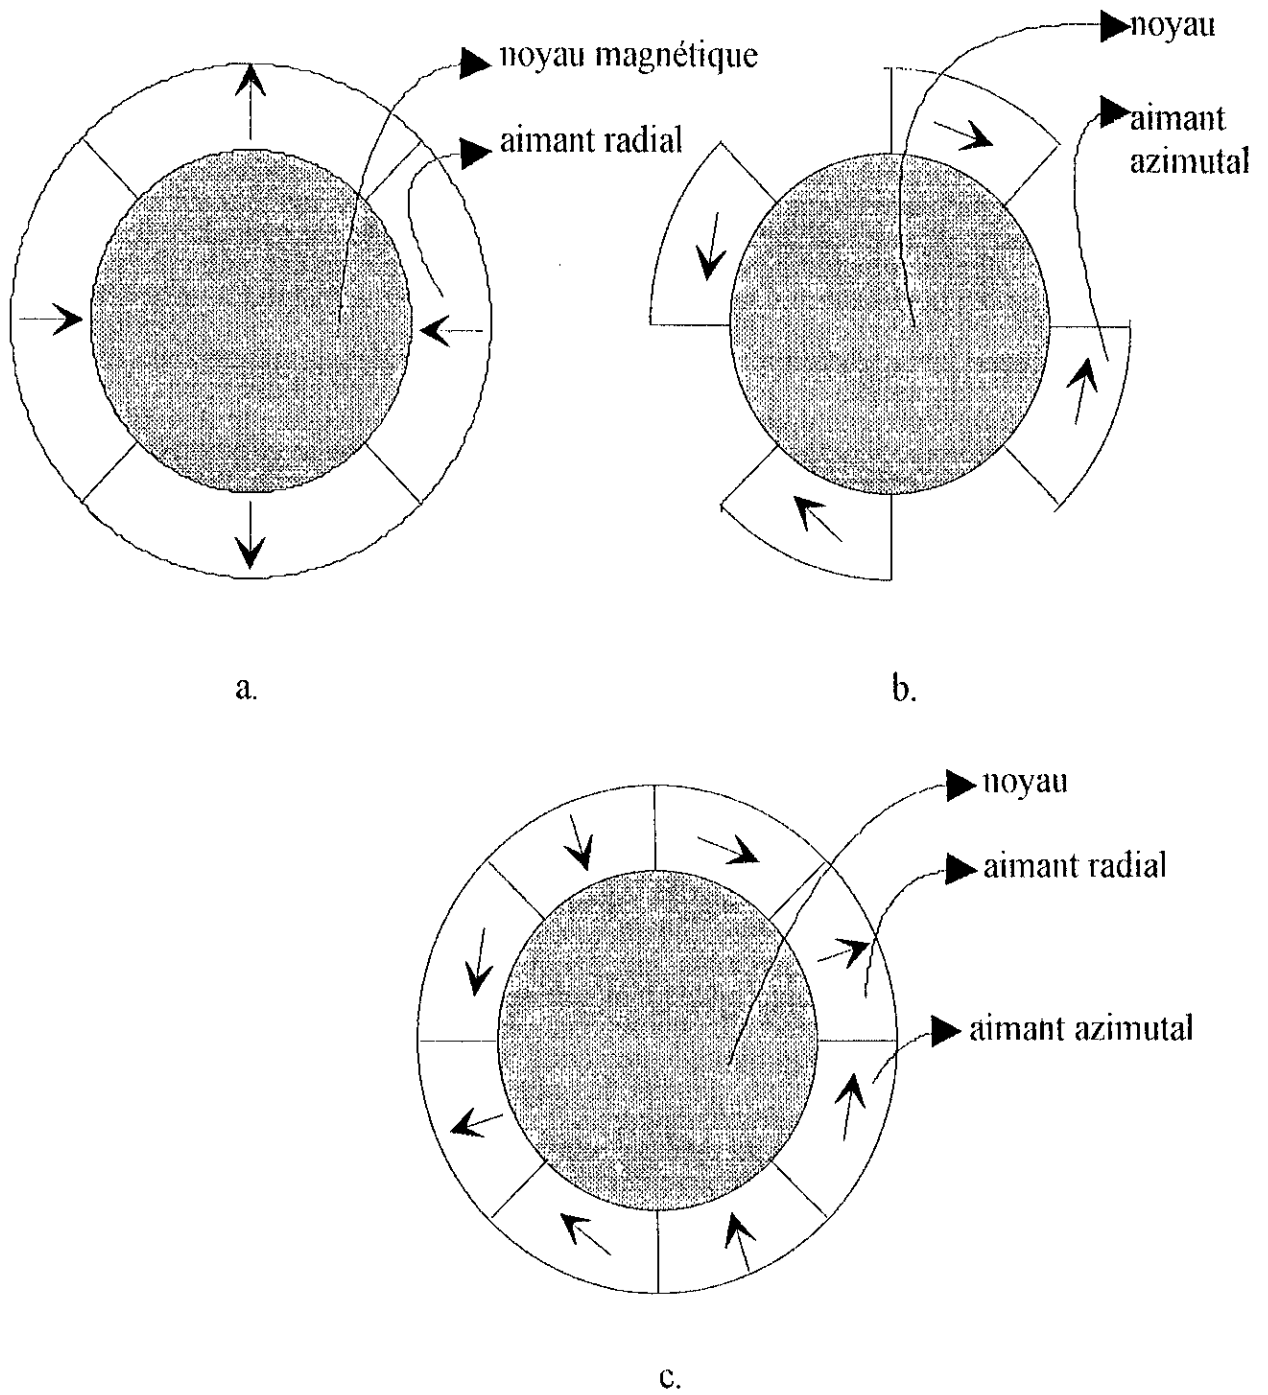 noyau magnétique
aimant radial
noyau
aimant
azimutal
a.
b.
noyau
aimant radial
aimant azimutal
c.